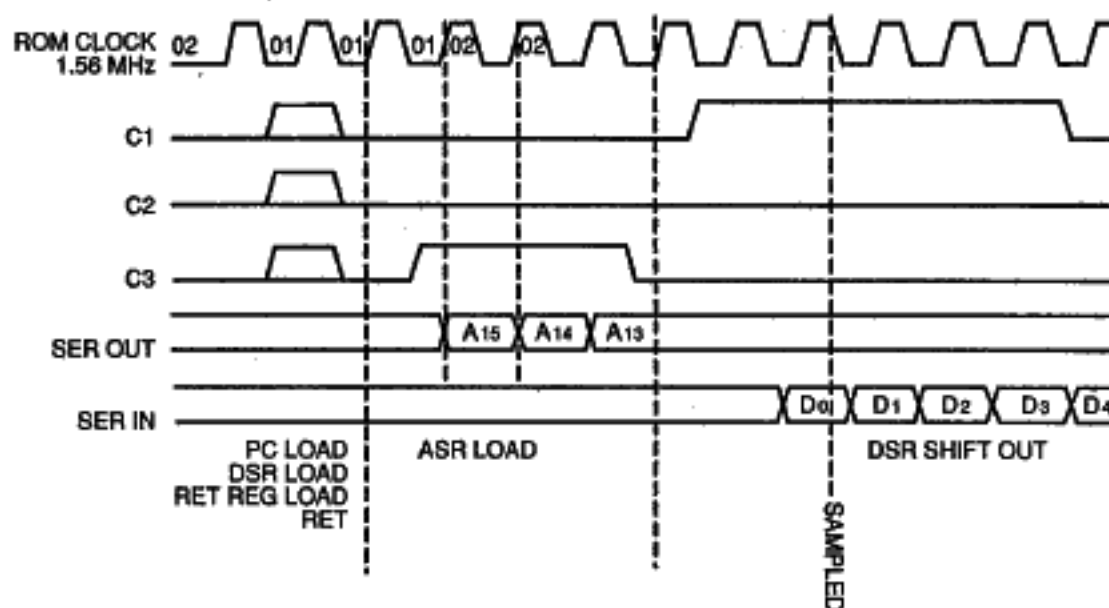 ROM CLOCK 02 01 01 01 02 02
1.56 MHz
C1
C2
C3
SER OUT A15 A14 A13
SER IN D0 D1 D2 D3 D4
PC LOAD ASR LOAD DSR SHIFT OUT
DSR LOAD
RET REG LOAD
RET
SAMPLED